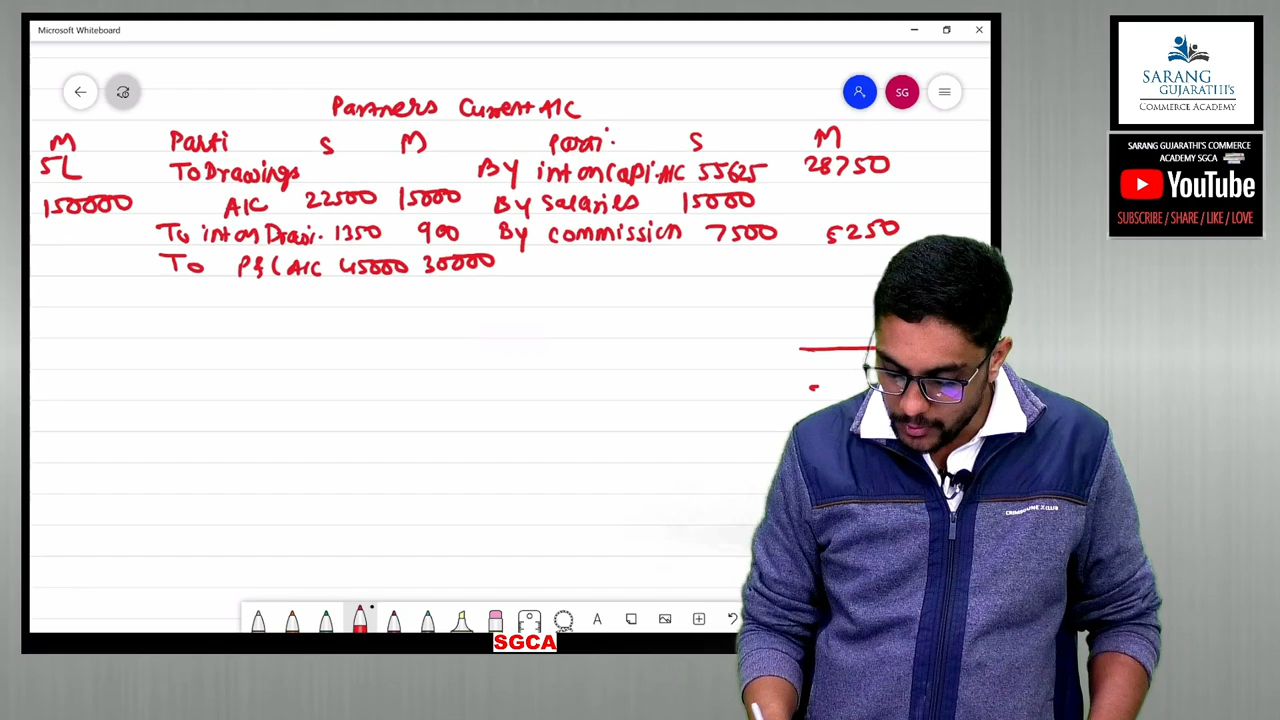 Microsoft Whiteboard
SG
Partners Current A/C
M Parti S M Parti. S M
5L To Drawings By int on Capi. A/C 55625 28750
150000 A/C 22500 15000 By Salaries 15000
To int on Drawi. 1350 900 By commission 7500 5250
To P&L A/C 45000 30000
A
SGCA
CRIMSOUNE X CLUB
SARANG
GUJARATHI'S
COMMERCE ACADEMY
SARANG GUJARATHI'S COMMERCE
ACADEMY SGCA
YouTube
SUBSCRIBE / SHARE / LIKE / LOVE